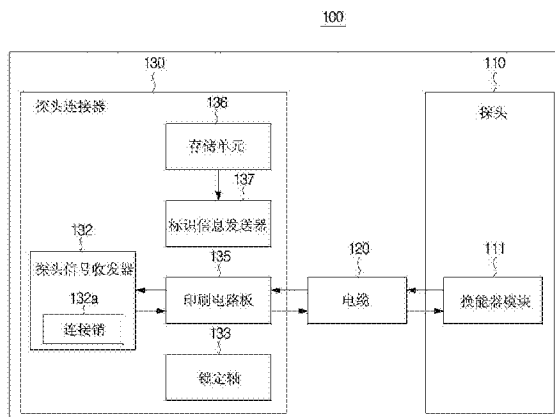 100
130
110
探头连接器
136
存储单元
137
标识信息发送器
132
探头信号收发器
132a
连接销
135
印刷电路板
133
锁定轴
120
电缆
探头
111
换能器模块